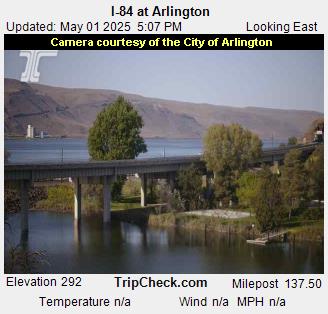 I-84 at Arlington
Updated: May 01 2025 5:07 PM Looking East
Camera courtesy of the City of Arlington
Elevation 292 TripCheck.com Milepost 137.50
Temperature n/a Wind n/a MPH n/a